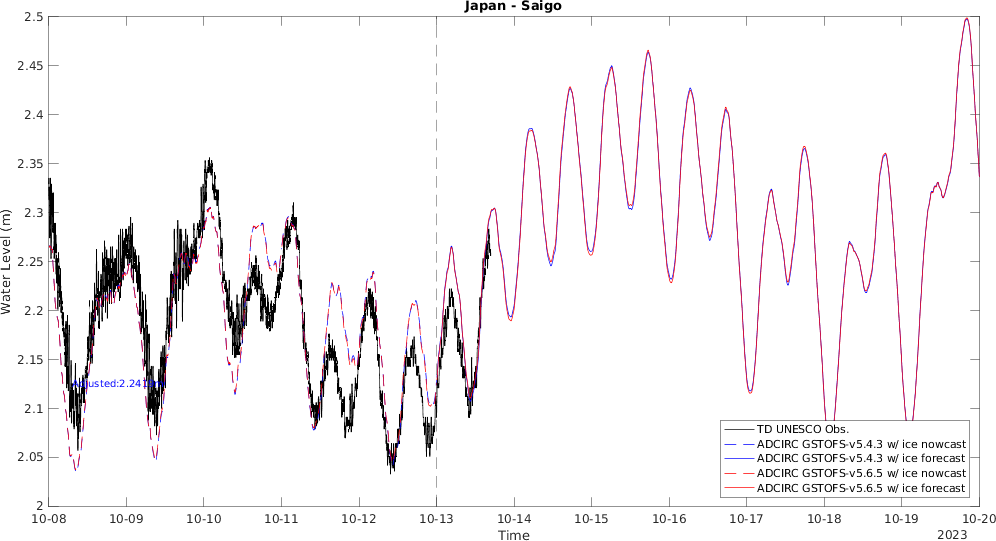 Japan - Saigo
Water Level (m)
2.5
2.45
2.4
2.35
2.3
2.25
2.2
2.15
2.1
2.05
2
TD UNESCO Obs.
ADCIRC GSTOFS-v5.4.3 w/ ice nowcast
ADCIRC GSTOFS-v5.4.3 w/ ice forecast
ADCIRC GSTOFS-v5.6.5 w/ ice nowcast
ADCIRC GSTOFS-v5.6.5 w/ ice forecast
10-08 10-09 10-10 10-11 10-12 10-13 10-14 10-15 10-16 10-17 10-18 10-19 10-20
Time
2023